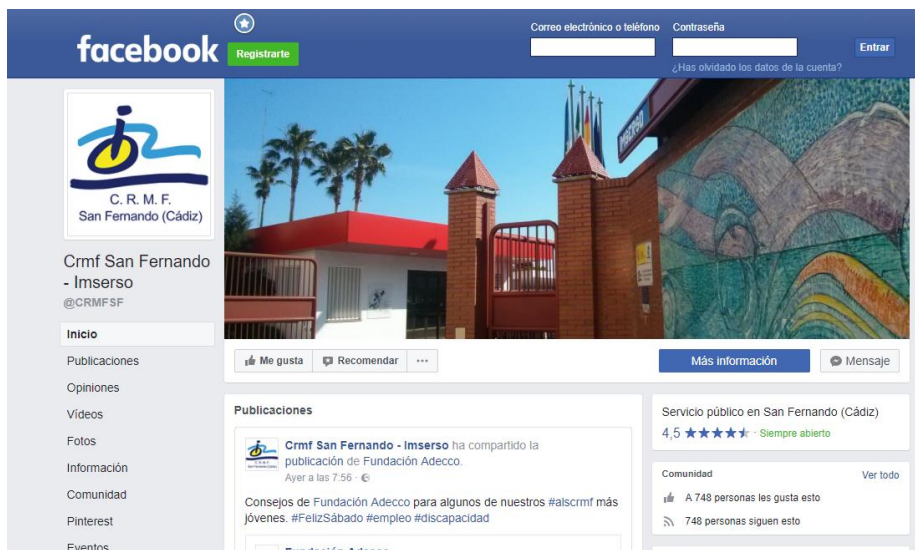 facebook
Registrarte
Correo electrónico o teléfono
Contraseña
Entrar
¿Has olvidado los datos de la cuenta?
C. R. M. F.
San Fernando (Cádiz)
Crmf San Fernando
- Imserso
@CRMFSF
Inicio
Publicaciones
Opiniones
Vídeos
Fotos
Información
Comunidad
Pinterest
Eventos
IMSERSO
Me gusta
Recomendar
...
Más información
Mensaje
Publicaciones
Crmf San Fernando - Imserso ha compartido la
publicación de Fundación Adecco.
Ayer a las 7:56 ·
Consejos de Fundación Adecco para algunos de nuestros #alscrmf más
jóvenes. #FelizSábado #empleo #discapacidad
Fundación Adecco
Servicio público en San Fernando (Cádiz)
4,5 ★★★★★ · Siempre abierto
Comunidad
Ver todo
A 748 personas les gusta esto
748 personas siguen esto